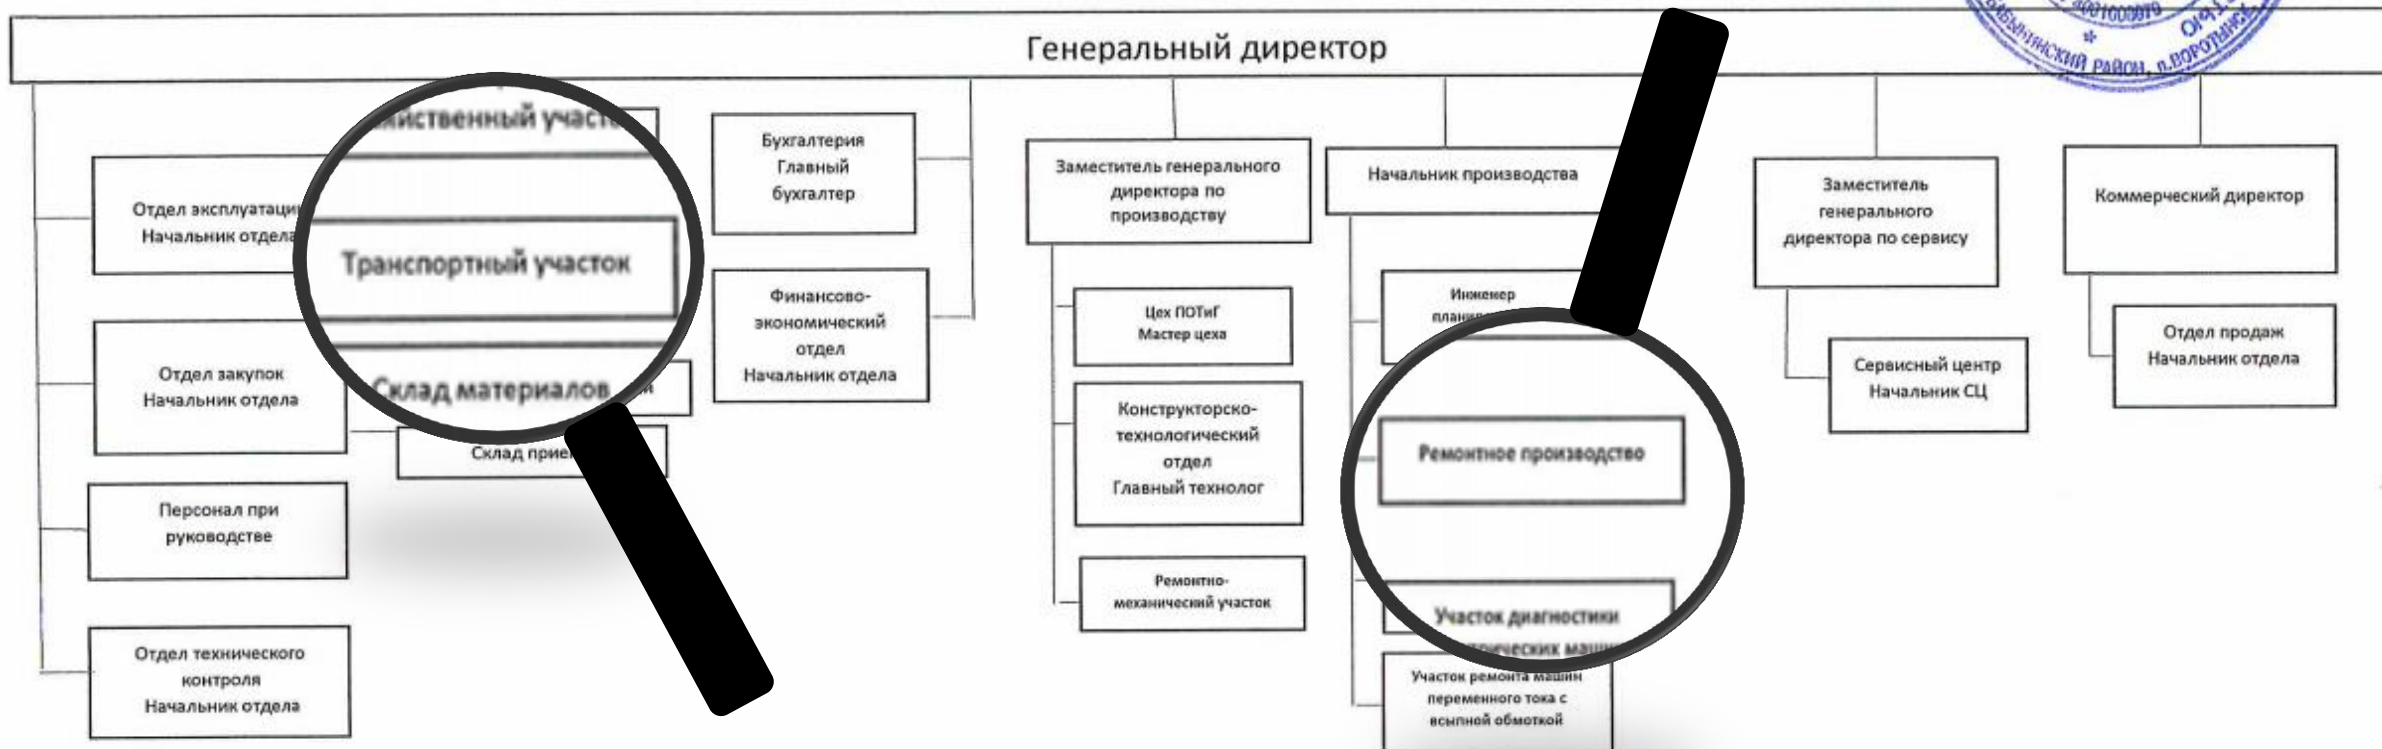 Генеральный директор
БАБЫНИНСКИЙ РАЙОН, п.ВОРОТЫНСК
Отдел эксплуатации
Начальник отдела
Отдел закупок
Начальник отдела
Персонал при
руководстве
Отдел технического
контроля
Начальник отдела
участок
Транспортный участок
Склад материалов
Склад
Бухгалтерия
Главный
бухгалтер
Финансово-
экономический
отдел
Начальник отдела
Заместитель генерального
директора по
производству
Цех ПОТиГ
Мастер цеха
Конструкторско-
технологический
отдел
Главный технолог
Ремонтно-
механический участок
Начальник производства
Инженер
Ремонтное производство
Участок диагностики
Участок ремонта машин
переменного тока с
всыпной обмоткой
Заместитель
генерального
директора по сервису
Сервисный центр
Начальник СЦ
Коммерческий директор
Отдел продаж
Начальник отдела